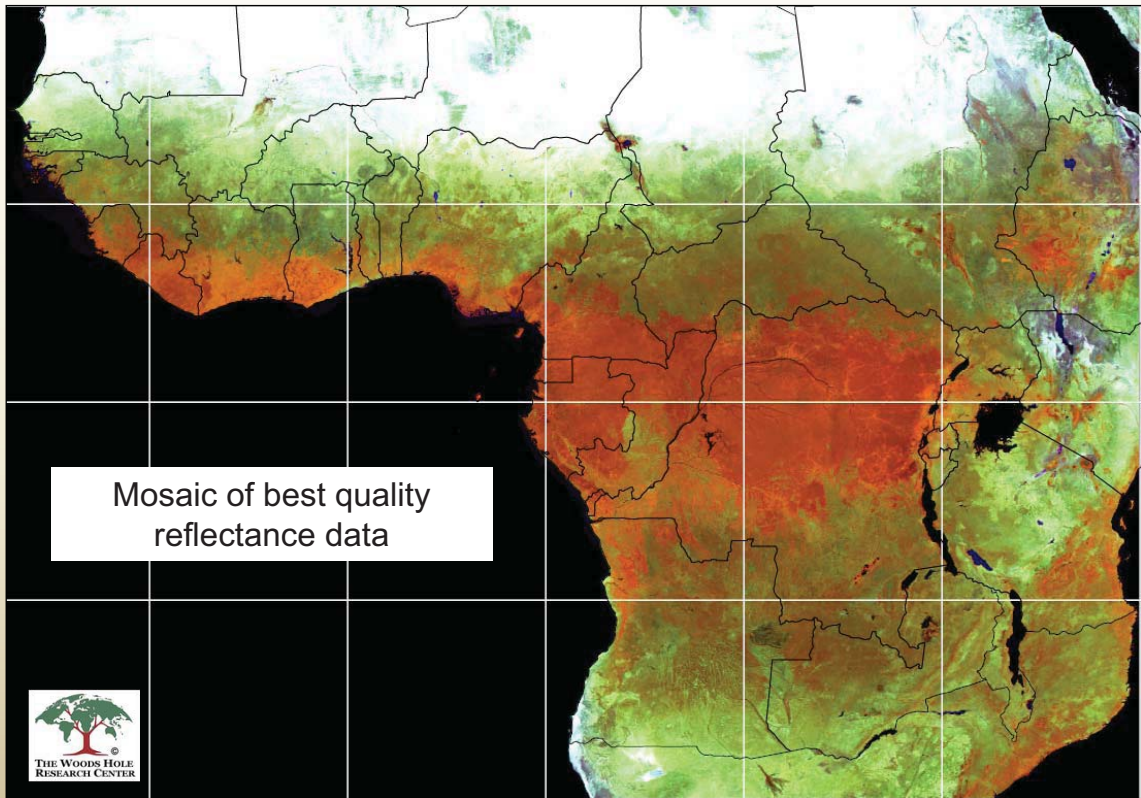 Mosaic of best quality
reflectance data
©
THE WOODS HOLE
RESEARCH CENTER